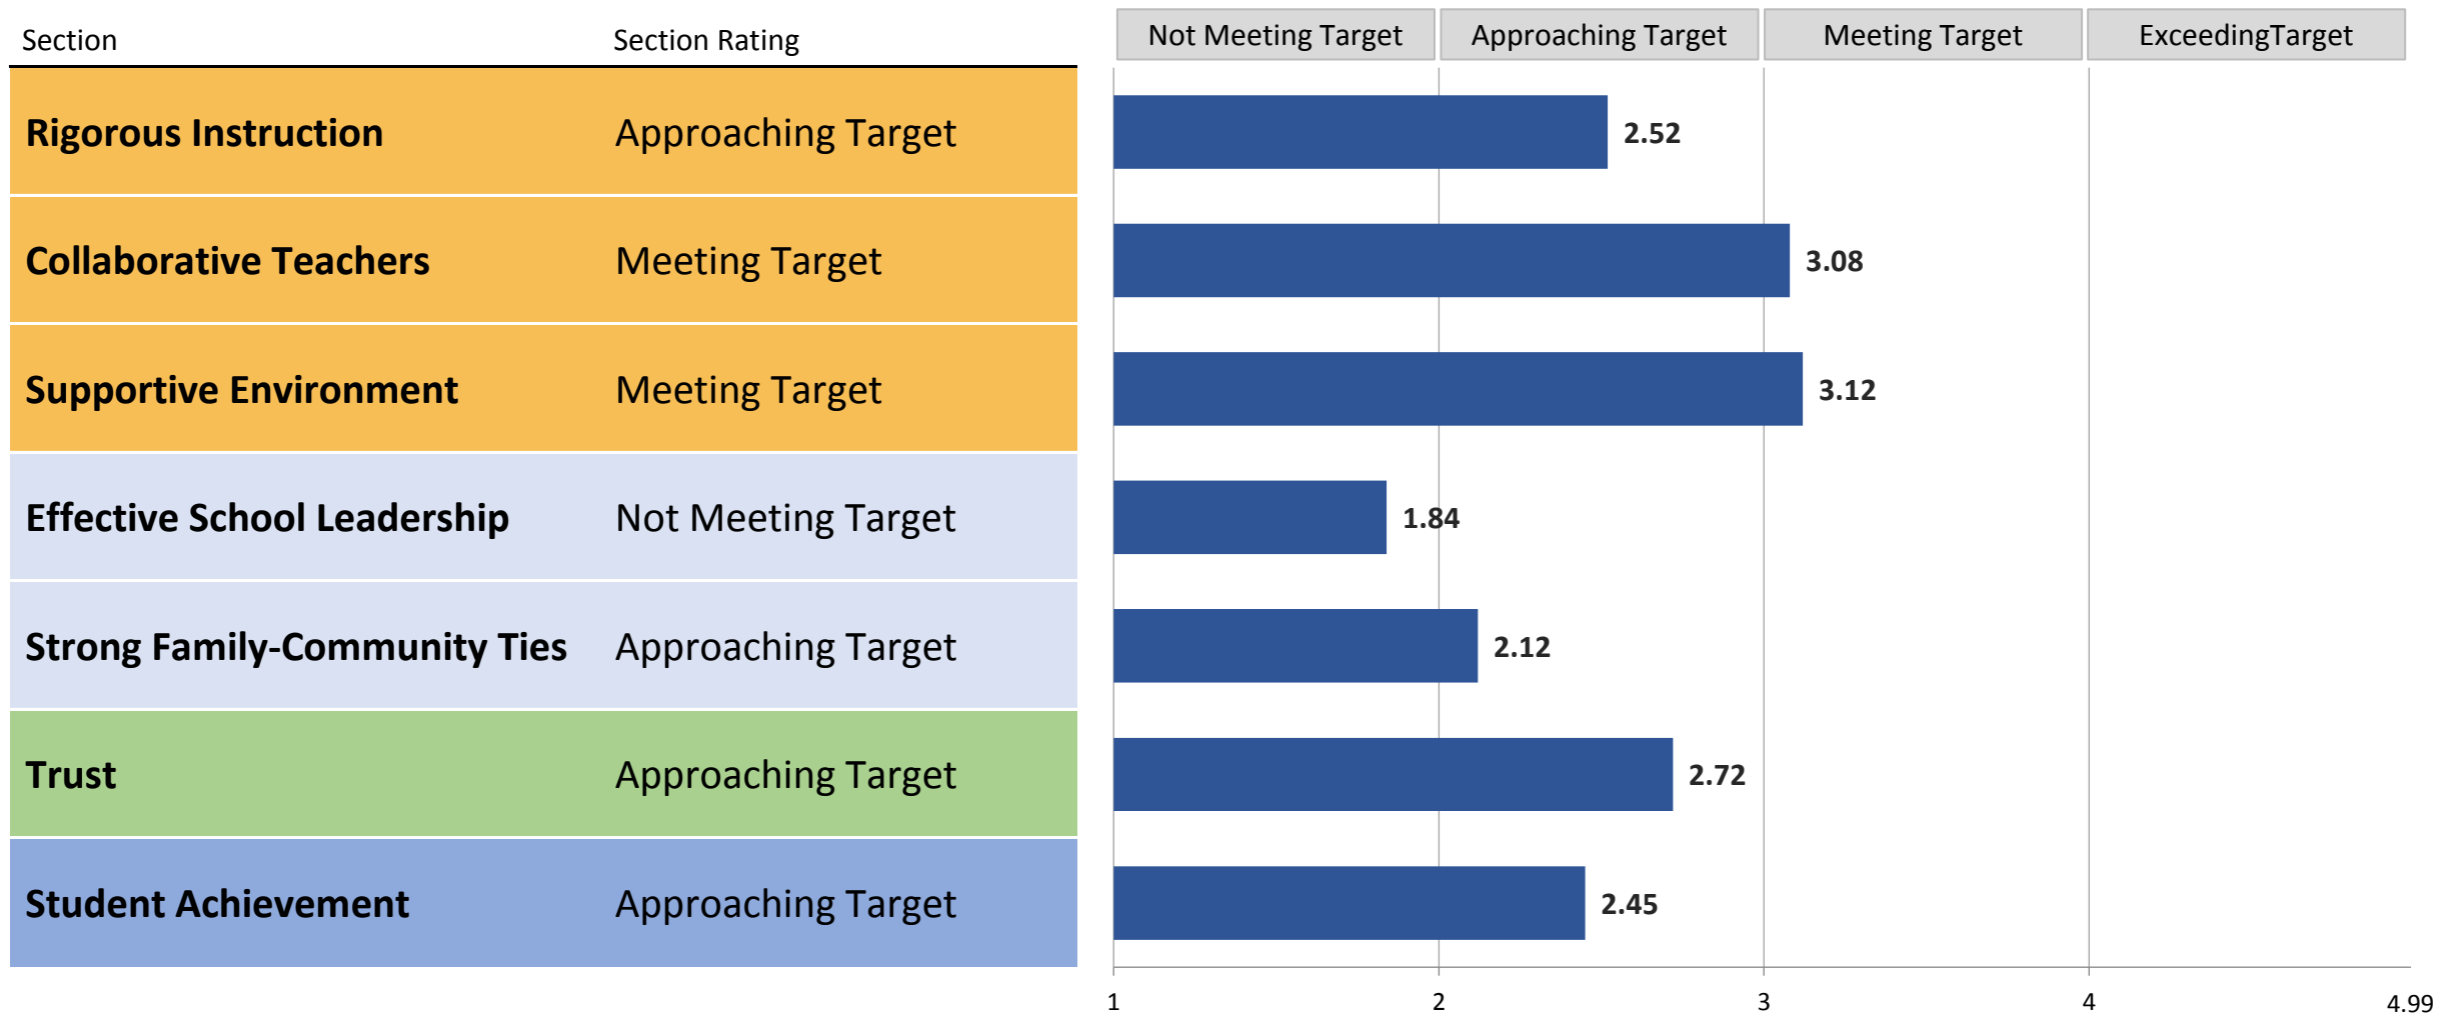 Section Section Rating Not Meeting Target Approaching Target Meeting Target ExceedingTarget
Rigorous Instruction Approaching Target 2.52
Collaborative Teachers Meeting Target 3.08
Supportive Environment Meeting Target 3.12
Effective School Leadership Not Meeting Target 1.84
Strong Family-Community Ties Approaching Target 2.12
Trust Approaching Target 2.72
Student Achievement Approaching Target 2.45
1 2 3 4 4.99